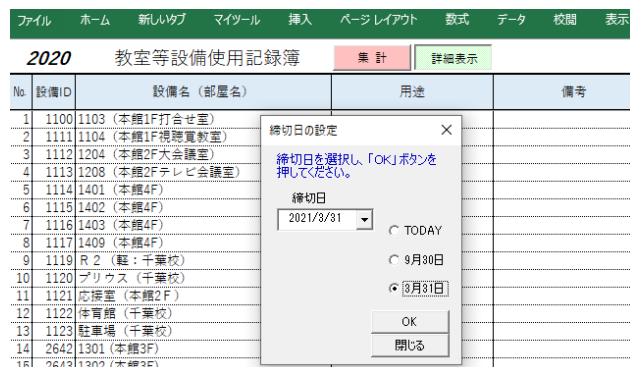 ファイル ホーム 新しいタブ マイツール 挿入 ページ レイアウト 数式 データ 校閲 表示
2020 教室等設備使用記録簿 集 計 詳細表示
No. 設備ID 設備名（部屋名） 用途 備考
1 1100 1103（本館1F打合せ室）
2 1111 1104（本館1F視聴覚教室）
3 1112 1204（本館2F大会議室）
4 1113 1208（本館2Fテレビ会議室）
5 1114 1401（本館4F）
6 1115 1402（本館4F）
7 1116 1403（本館4F）
8 1117 1409（本館4F）
9 1119 Ｒ２（軽：千葉校）
10 1120 プリウス（千葉校）
11 1121 応接室（本館2Ｆ）
12 1122 体育館（千葉校）
13 1123 駐車場（千葉校）
14 2642 1301 (本館3F)
15 2643 1302 (本館3F)
締切日の設定
締切日を選択し、「OK」ボタンを
押してください。
締切日
2021/3/31
TODAY
9月30日
3月31日
OK
閉じる